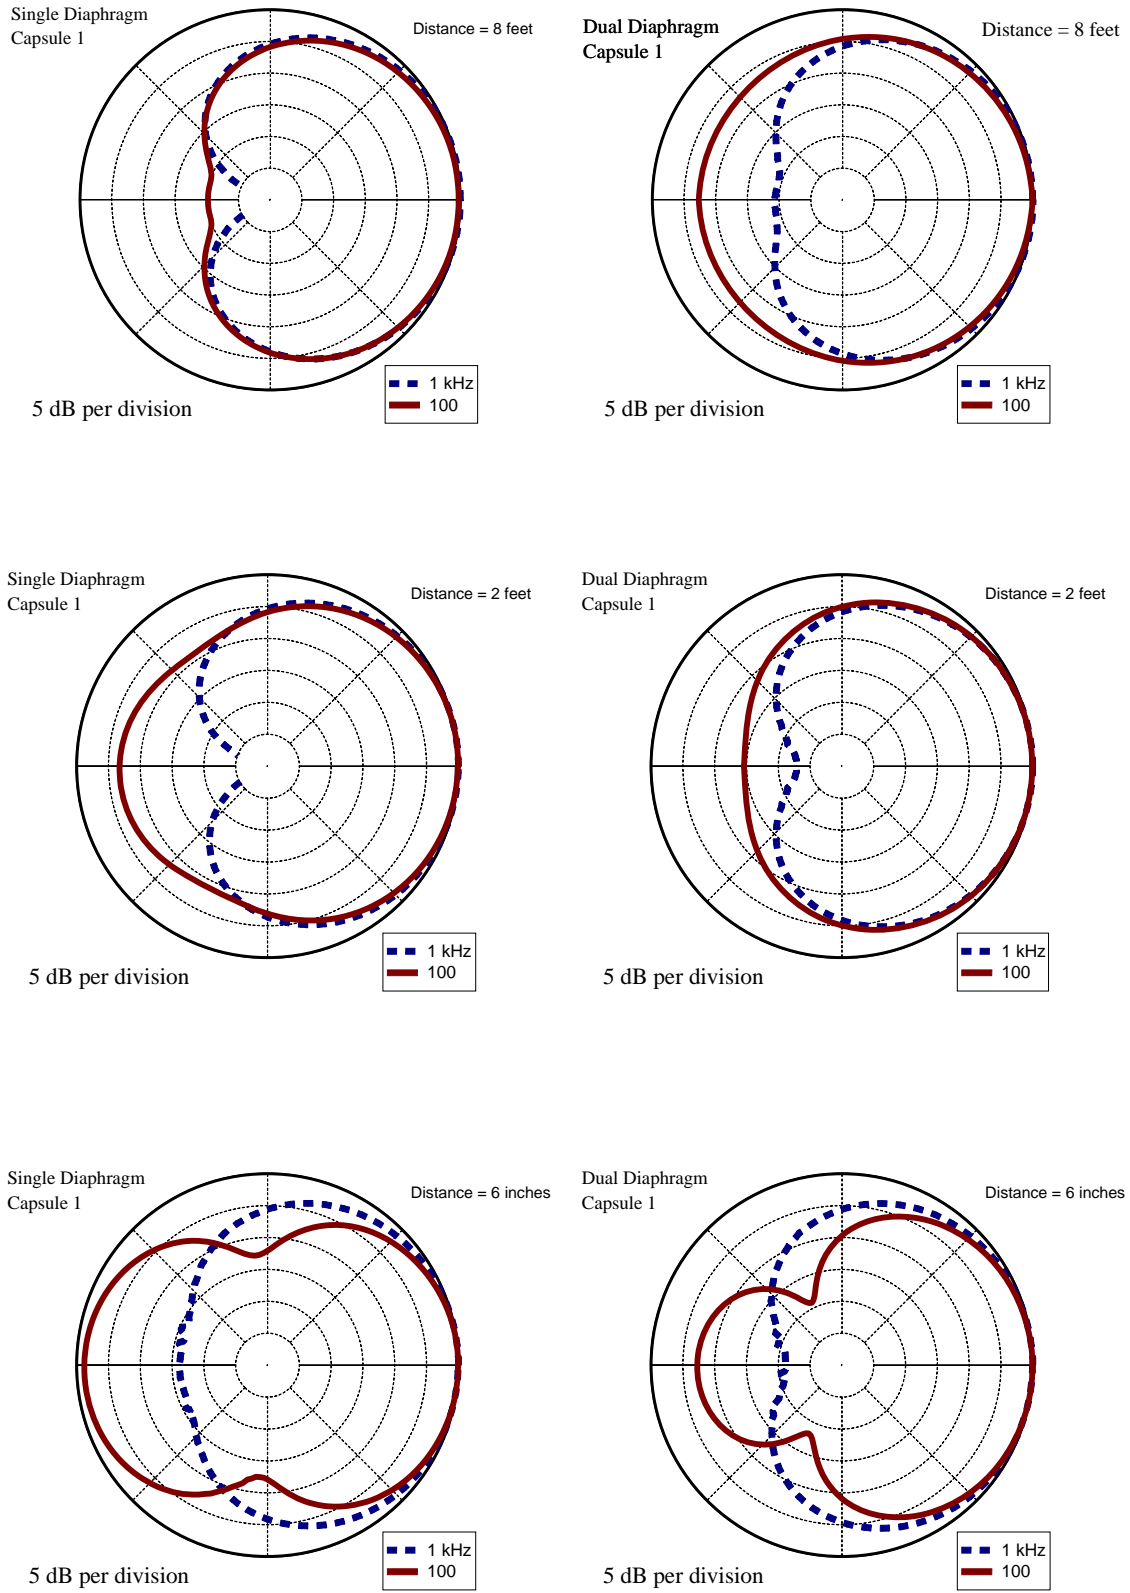 Single Diaphragm
Capsule 1
Distance = 8 feet
1 kHz
100
5 dB per division
Dual Diaphragm
Capsule 1
Distance = 8 feet
1 kHz
100
5 dB per division
Single Diaphragm
Capsule 1
Distance = 2 feet
1 kHz
100
5 dB per division
Dual Diaphragm
Capsule 1
Distance = 2 feet
1 kHz
100
5 dB per division
Single Diaphragm
Capsule 1
Distance = 6 inches
1 kHz
100
5 dB per division
Dual Diaphragm
Capsule 1
Distance = 6 inches
1 kHz
100
5 dB per division